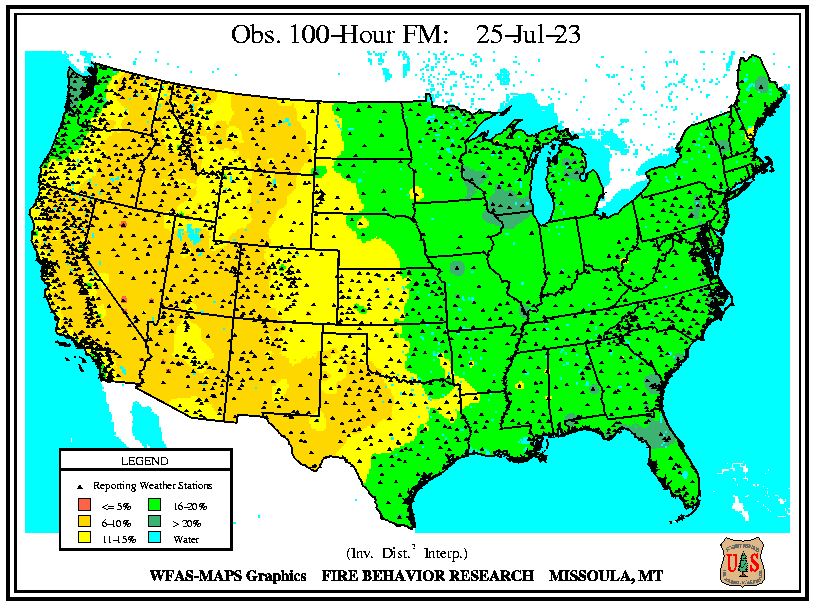 Obs. 100-Hour FM: 25-Jul-23
LEGEND
Reporting Weather Stations
<= 5%
16-20%
6-10%
> 20%
11-15%
Water
(Inv. Dist.² Interp.)
WFAS-MAPS Graphics FIRE BEHAVIOR RESEARCH MISSOULA, MT
U S